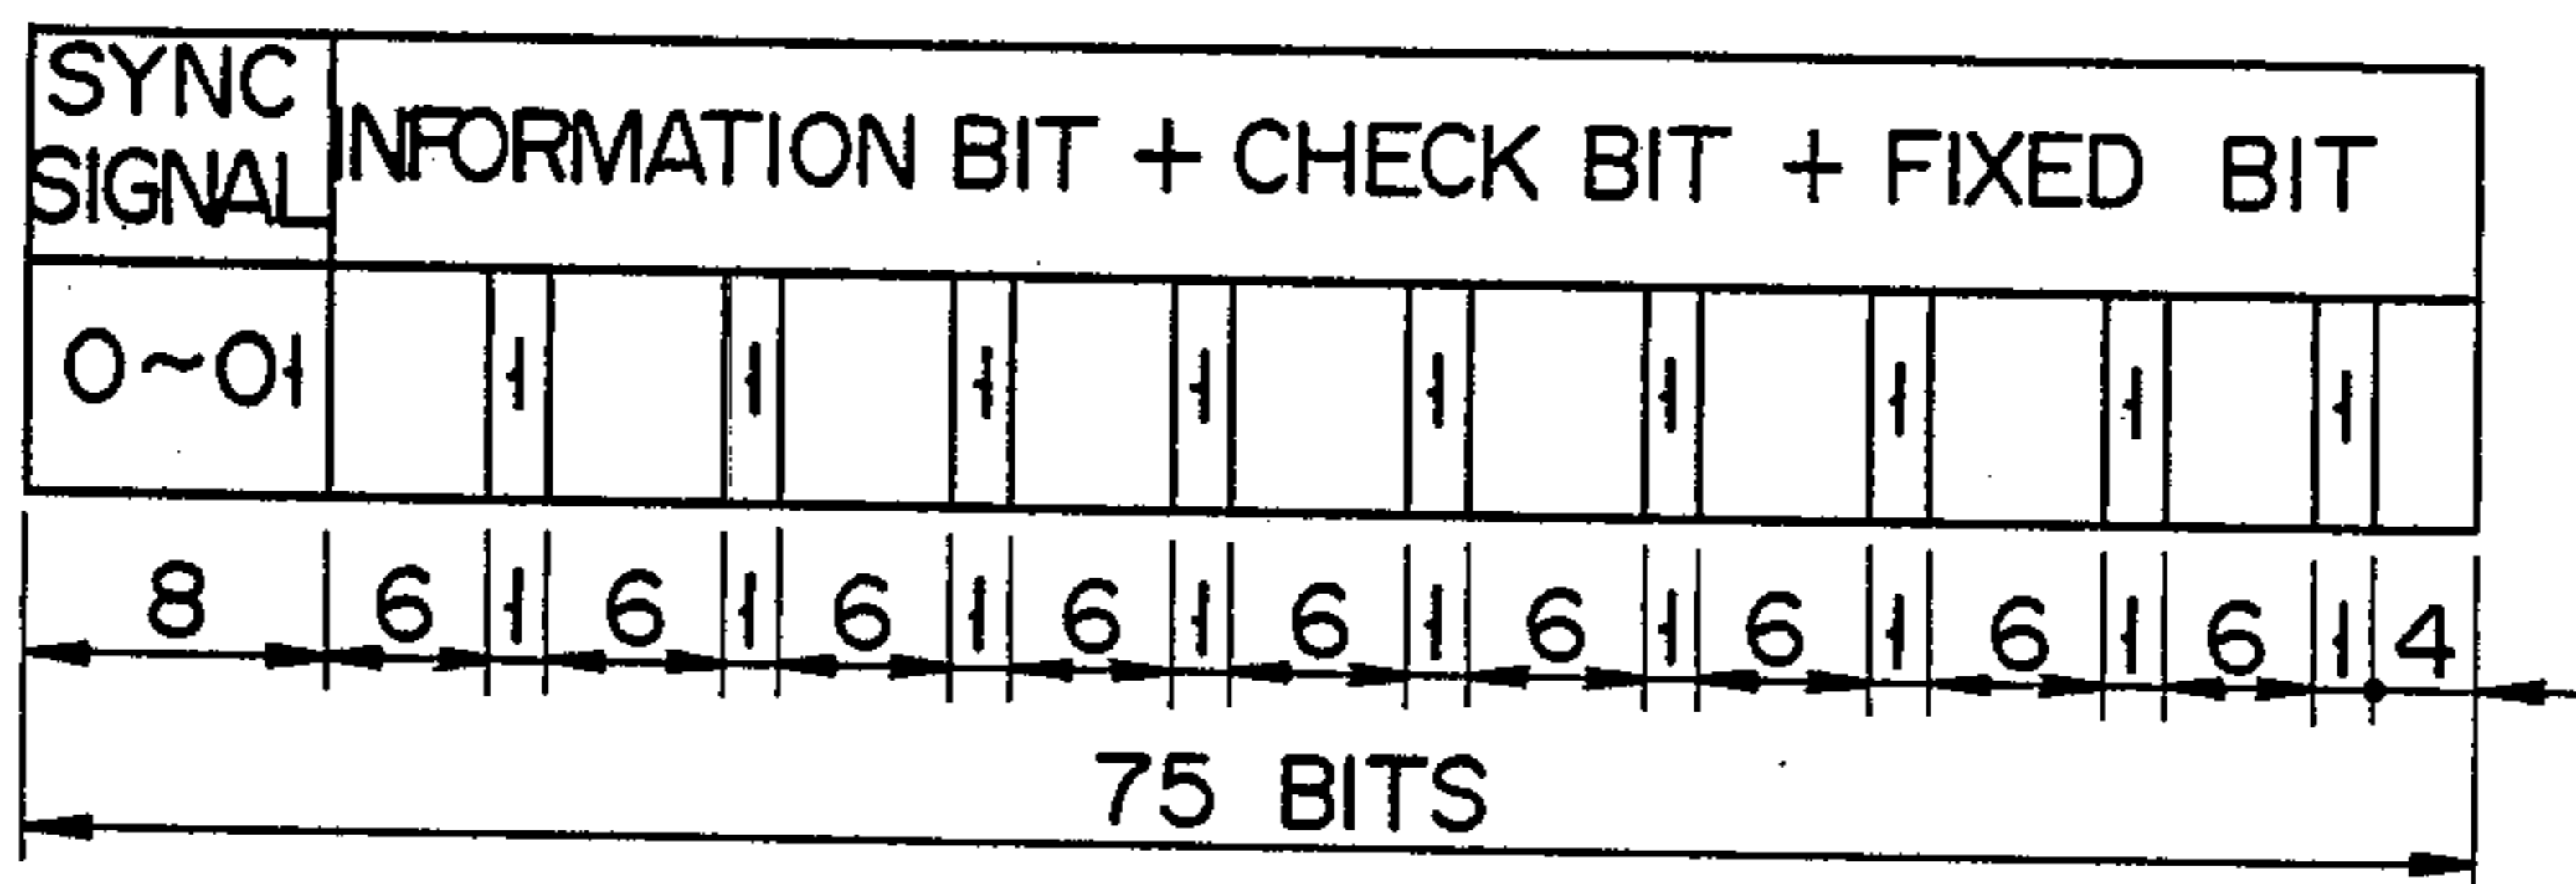 SYNC
SIGNAL
INFORMATION BIT + CHECK BIT + FIXED BIT
0~01 1 1 1 1 1 1 1 1 1
8 6 1 6 1 6 1 6 1 6 1 6 1 6 1 6 1 6 1 4
75 BITS